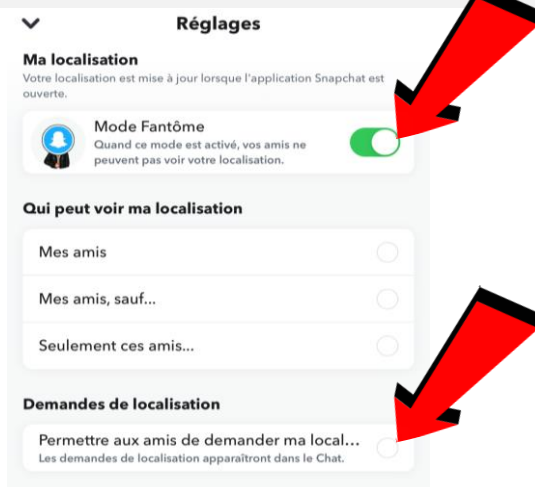 Réglages
Ma localisation
Votre localisation est mise à jour lorsque l'application Snapchat est
ouverte.
Mode Fantôme
Quand ce mode est activé, vos amis ne
peuvent pas voir votre localisation.
Qui peut voir ma localisation
Mes amis
Mes amis, sauf...
Seulement ces amis...
Demandes de localisation
Permettre aux amis de demander ma local...
Les demandes de localisation apparaîtront dans le Chat.